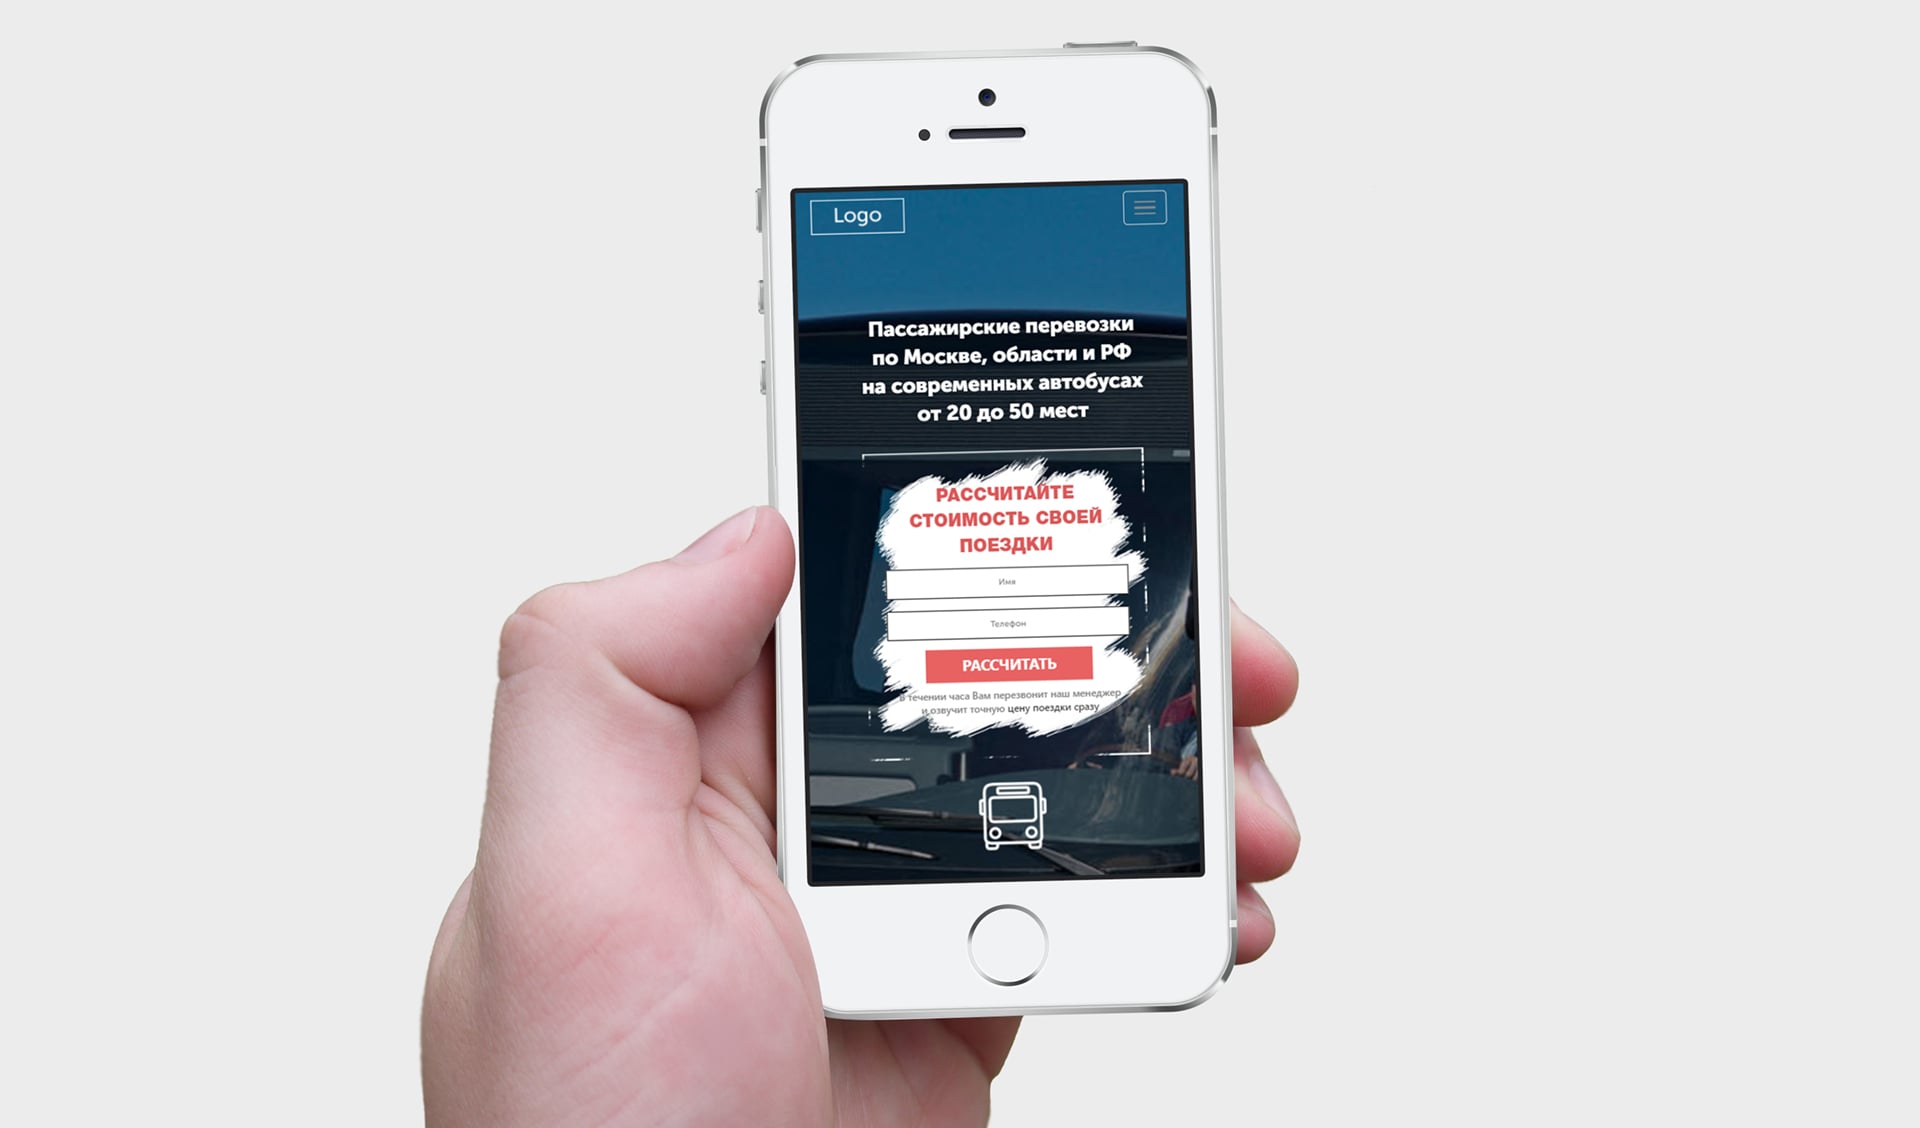 Logo
Пассажирские перевозки
по Москве, области и РФ
на современных автобусах
от 20 до 50 мест
РАССЧИТАЙТЕ
СТОИМОСТЬ СВОЕЙ
ПОЕЗДКИ
Имя
Телефон
РАССЧИТАТЬ
В течении часа Вам перезвонит наш менеджер
и озвучит точную цену поездки сразу